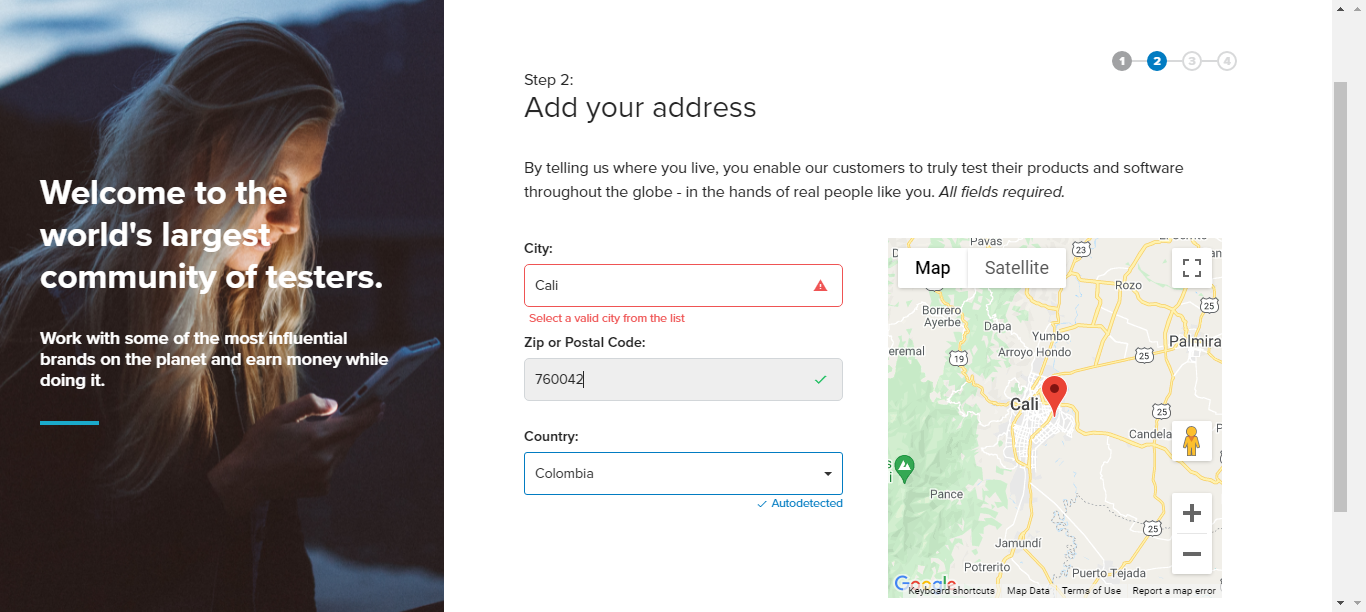 Welcome to the
world's largest
community of testers.
Work with some of the most influential
brands on the planet and earn money while
doing it.
1 2 3 4
Step 2:
Add your address
By telling us where you live, you enable our customers to truly test their products and software
throughout the globe - in the hands of real people like you. All fields required.
City:
Cali
Select a valid city from the list
Zip or Postal Code:
760042
Country:
Colombia
Autodetected
Pavas
23
Map Satellite
Rozo
25
Borrero
Ayerbe
Dapa
Yumbo
Palmira
eremal
19
Arroyo Hondo
25
Cali
25
Candela
Pance
25
Jamundí
Potrerito
Puerto Tejada
Google
Keyboard shortcuts Map Data Terms of Use Report a map error